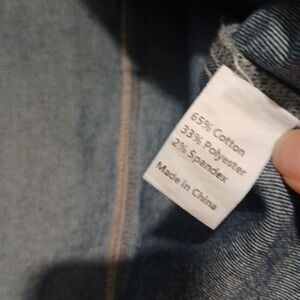 65% Cotton
33% Polyester
2% Spandex
Made in China